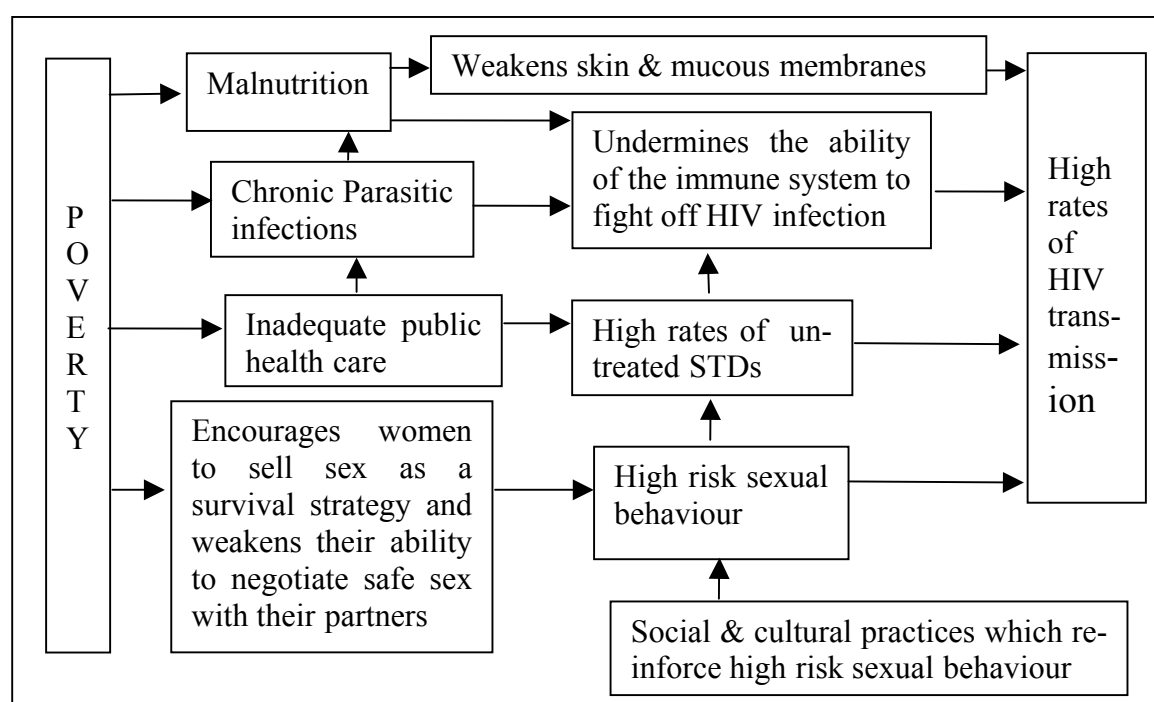 P
O
V
E
R
T
Y
Malnutrition
Weakens skin & mucous membranes
Chronic Parasitic
infections
Undermines the ability
of the immune system to
fight off HIV infection
Inadequate public
health care
High rates of un-
treated STDs
Encourages women
to sell sex as a
survival strategy and
weakens their ability
to negotiate safe sex
with their partners
High risk sexual
behaviour
Social & cultural practices which re-
inforce high risk sexual behaviour
High
rates
of
HIV
trans-
miss-
ion